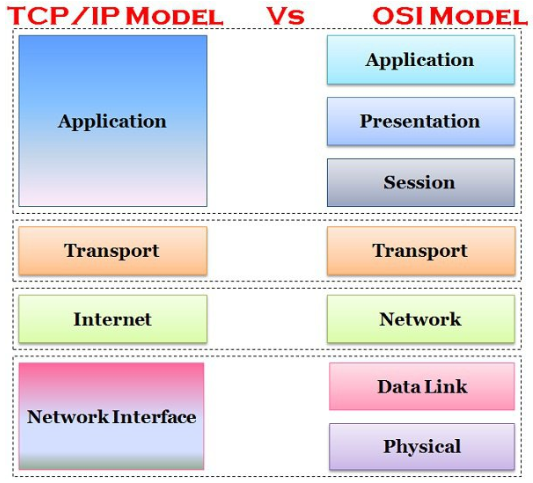 TCP/IP MODEL VS OSI MODEL
Application
Application
Presentation
Session
Transport
Transport
Internet
Network
Network Interface
Data Link
Physical